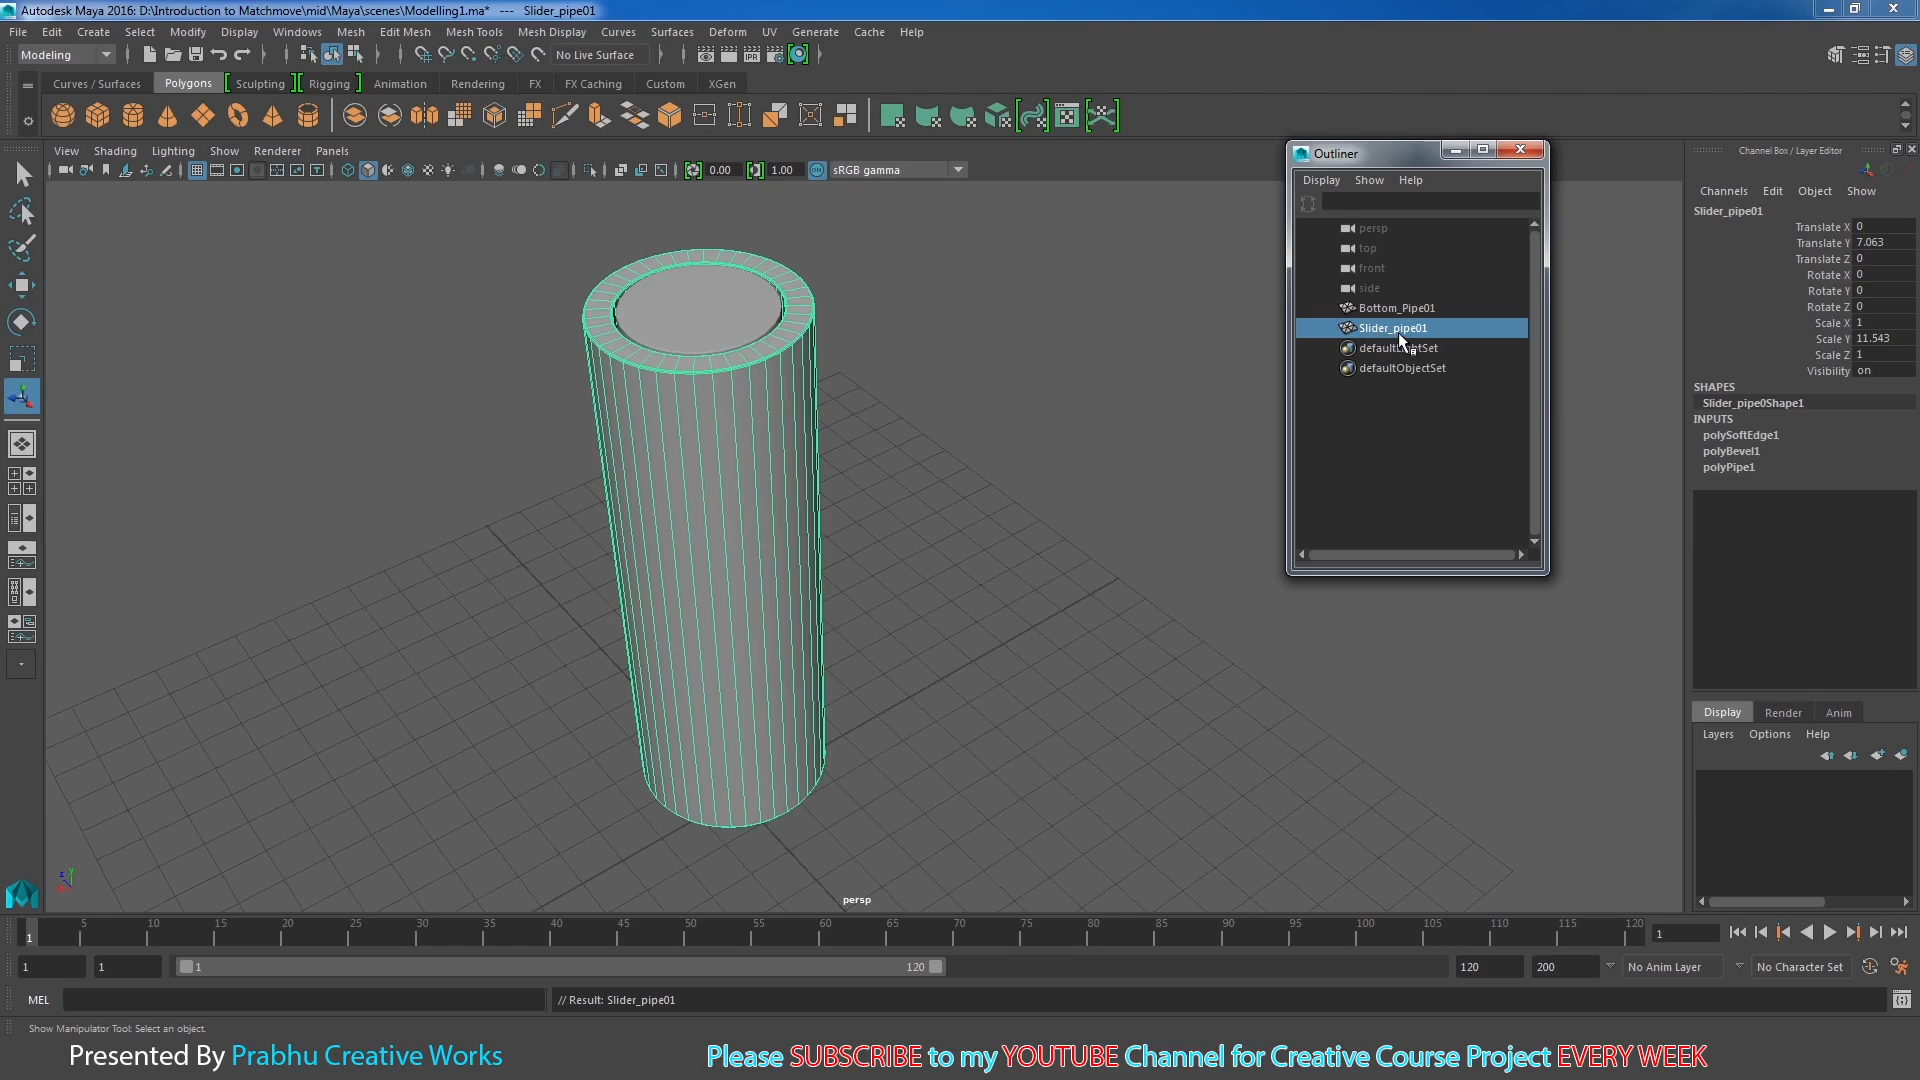 Autodesk Maya 2016: D:\Introduction to Matchmove\mid\Maya\scenes\Modelling1.ma* --- Slider_pipe01
File Edit Create Select Modify Display Windows Mesh Edit Mesh Mesh Tools Mesh Display Curves Surfaces Deform UV Generate Cache Help
Modeling No Live Surface
Curves / Surfaces Polygons Sculpting Rigging Animation Rendering FX FX Caching Custom XGen
View Shading Lighting Show Renderer Panels
0.00 1.00 sRGB gamma
Outliner
Display Show Help
persp
top
front
side
Bottom_Pipe01
Slider_pipe01
defaultLightSet
defaultObjectSet
Channel Box / Layer Editor
Channels Edit Object Show
Slider_pipe01
Translate X 0
Translate Y 7.063
Translate Z 0
Rotate X 0
Rotate Y 0
Rotate Z 0
Scale X 1
Scale Y 11.543
Scale Z 1
Visibility on
SHAPES
Slider_pipe0Shape1
INPUTS
polySoftEdge1
polyBevel1
polyPipe1
Display Render Anim
Layers Options Help
persp
5 10 15 20 25 30 35 40 45 50 55 60 65 70 75 80 85 90 95 100 105 110 115 120
1 1
1 1 1 120 120 200 No Anim Layer No Character Set
MEL // Result: Slider_pipe01
Show Manipulator Tool: Select an object.
Presented By Prabhu Creative Works
Please SUBSCRIBE to my YOUTUBE Channel for Creative Course Project EVERY WEEK